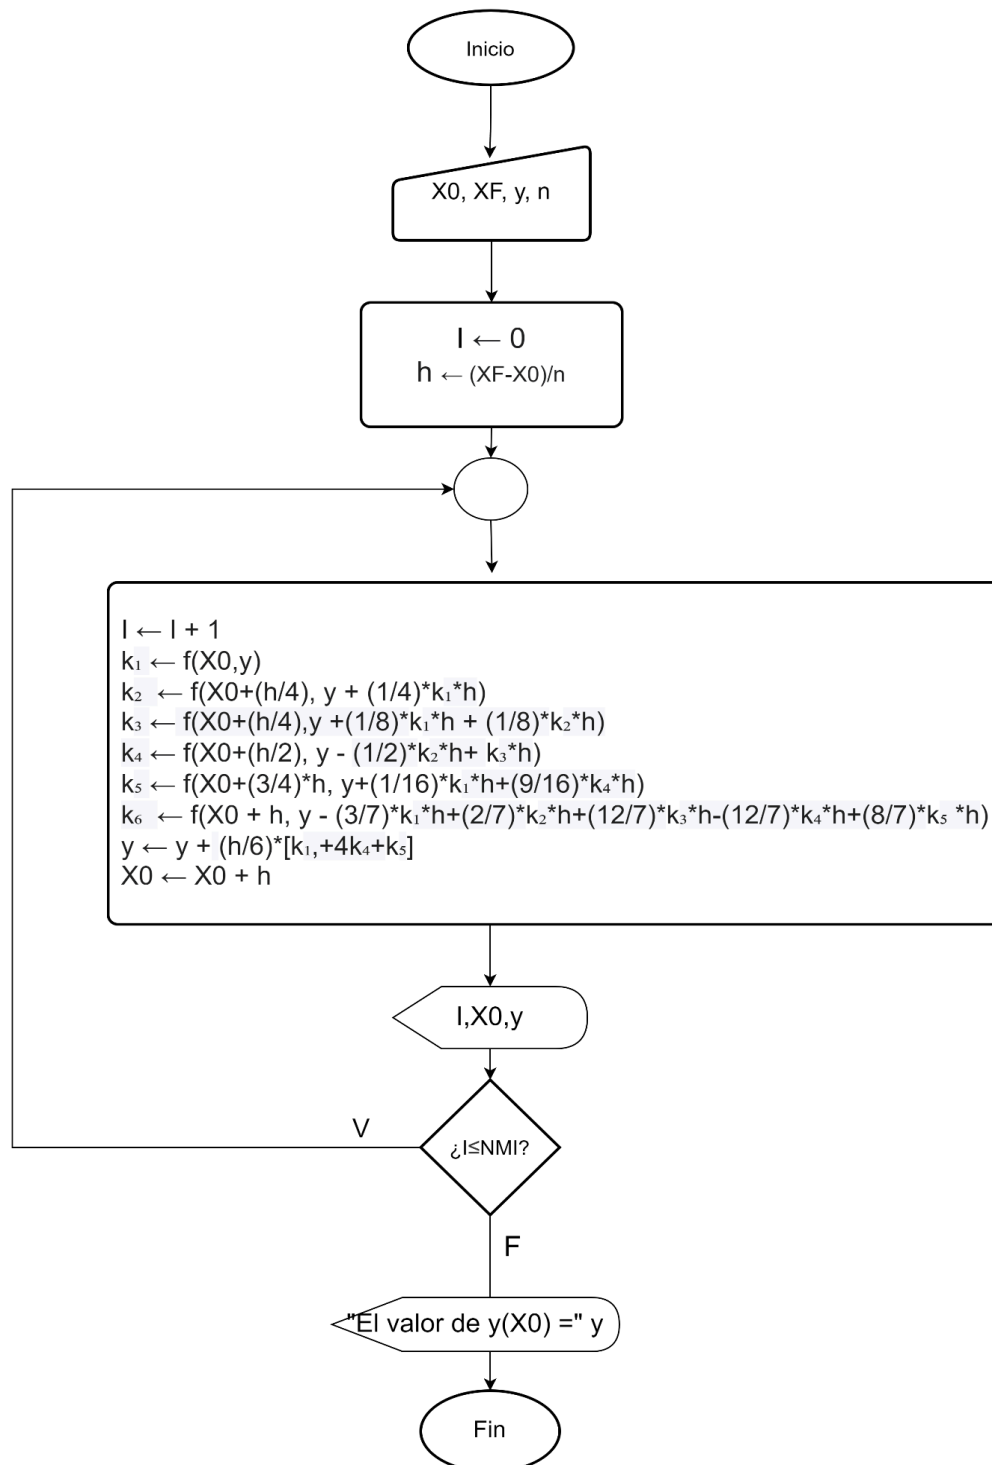 Inicio
X0, XF, y, n
I ← 0
h ← (XF-X0)/n
I ← I + 1
k₁ ← f(X0,y)
k₂ ← f(X0+(h/4), y + (1/4)*k₁*h)
k₃ ← f(X0+(h/4),y +(1/8)*k₁*h + (1/8)*k₂*h)
k₄ ← f(X0+(h/2), y - (1/2)*k₂*h+ k₃*h)
k₅ ← f(X0+(3/4)*h, y+(1/16)*k₁*h+(9/16)*k₄*h)
k₆ ← f(X0 + h, y - (3/7)*k₁*h+(2/7)*k₂*h+(12/7)*k₃*h-(12/7)*k₄*h+(8/7)*k₅ *h)
y ← y + (h/6)*[k₁,+4k₄+k₅]
X0 ← X0 + h
I,X0,y
V
¿I≤NMI?
F
"El valor de y(X0) =" y
Fin